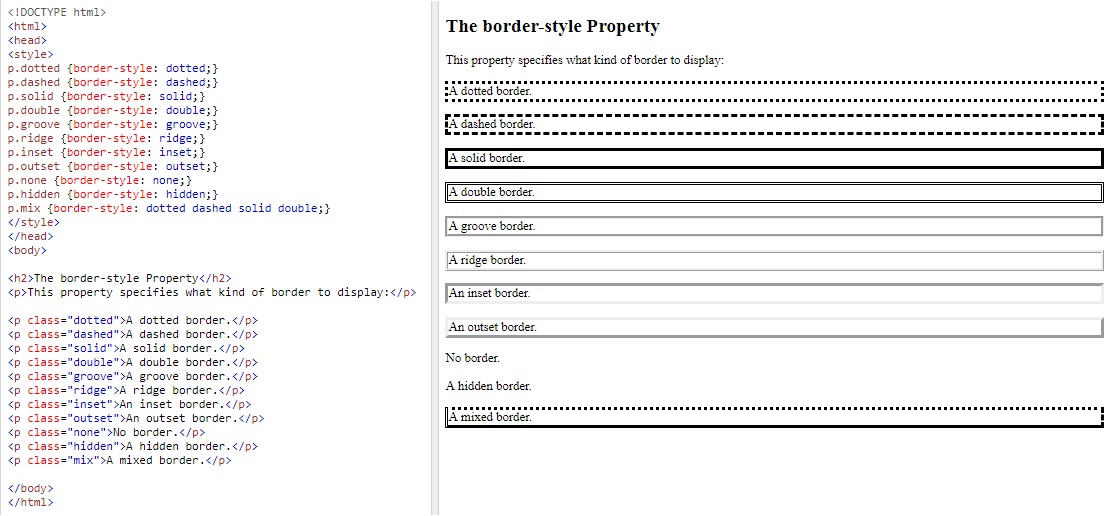 <!DOCTYPE html>
<html>
<head>
<style>
p.dotted {border-style: dotted;}
p.dashed {border-style: dashed;}
p.solid {border-style: solid;}
p.double {border-style: double;}
p.groove {border-style: groove;}
p.ridge {border-style: ridge;}
p.inset {border-style: inset;}
p.outset {border-style: outset;}
p.none {border-style: none;}
p.hidden {border-style: hidden;}
p.mix {border-style: dotted dashed solid double;}
</style>
</head>
<body>
<h2>The border-style Property</h2>
<p>This property specifies what kind of border to display:</p>
<p class="dotted">A dotted border.</p>
<p class="dashed">A dashed border.</p>
<p class="solid">A solid border.</p>
<p class="double">A double border.</p>
<p class="groove">A groove border.</p>
<p class="ridge">A ridge border.</p>
<p class="inset">An inset border.</p>
<p class="outset">An outset border.</p>
<p class="none">No border.</p>
<p class="hidden">A hidden border.</p>
<p class="mix">A mixed border.</p>
</body>
</html>
The border-style Property
This property specifies what kind of border to display:
A dotted border.
A dashed border.
A solid border.
A double border.
A groove border.
A ridge border.
An inset border.
An outset border.
No border.
A hidden border.
A mixed border.